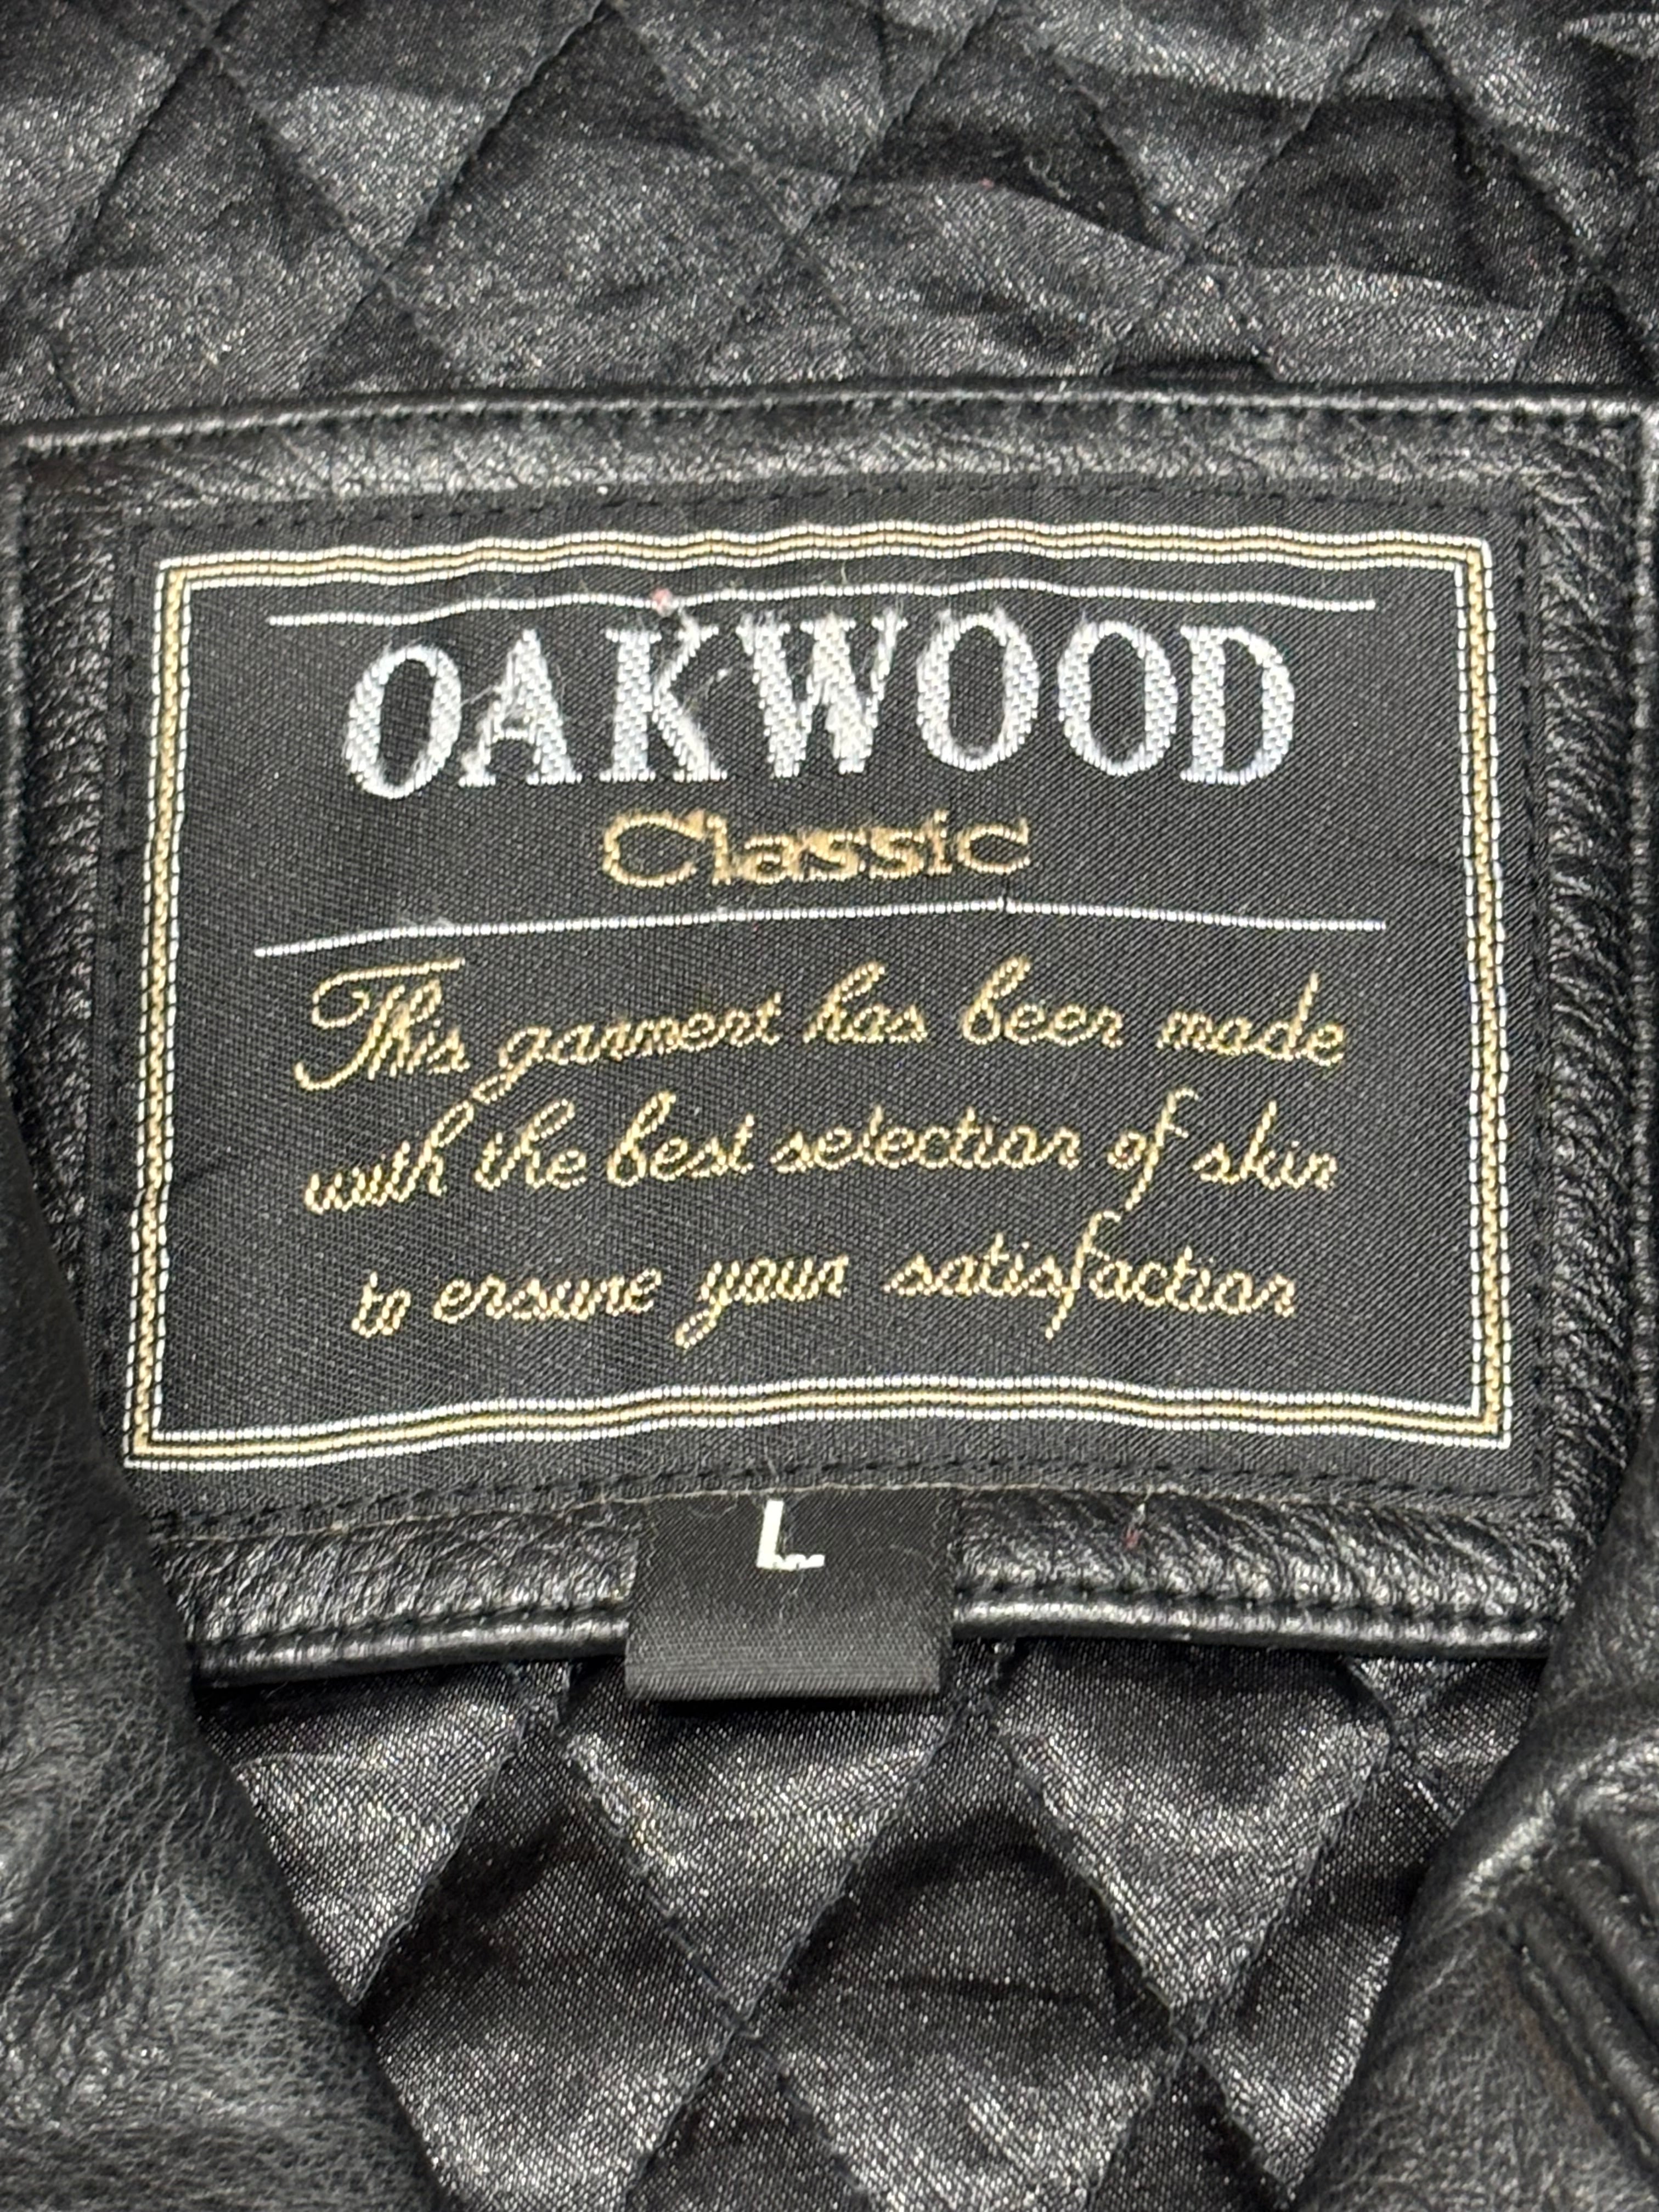 OAKWOOD
Classic
This garment has been made
with the best selection of skin
to ensure your satisfaction
L